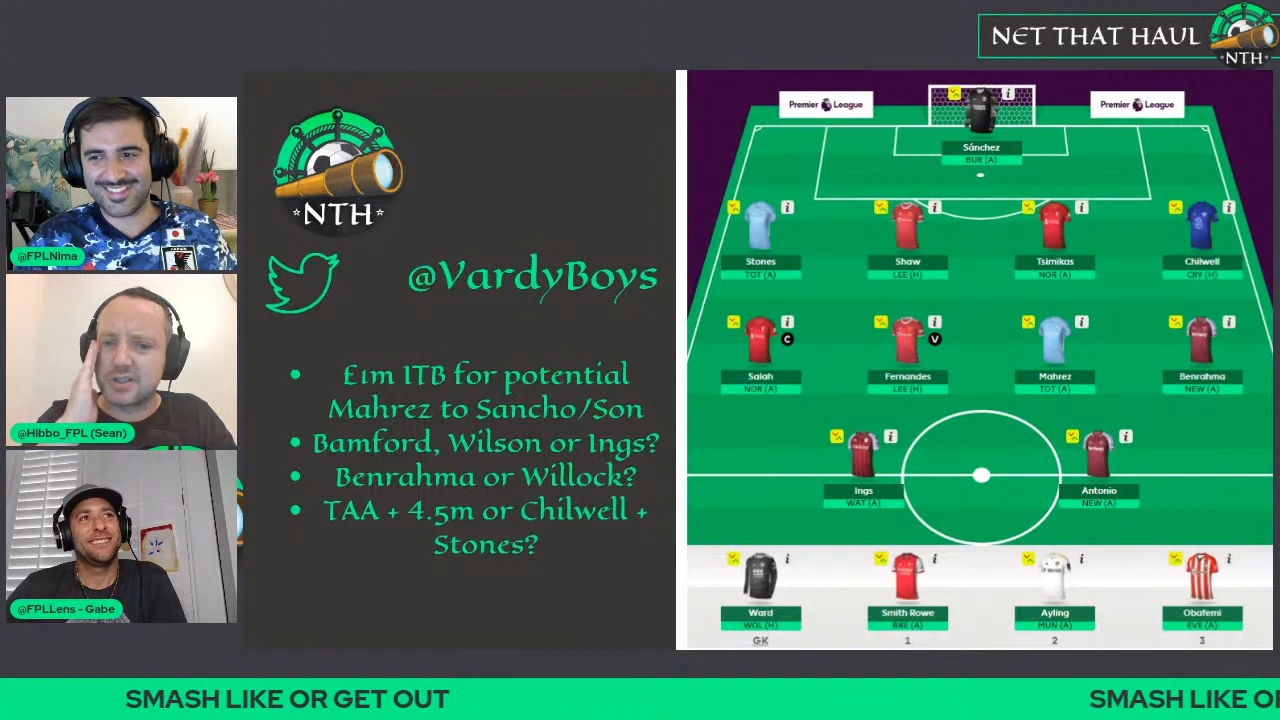 NET THAT HAUL
NTH
@FPLNima
@Hibbo_FPL (Sean)
@FPLLens - Gabe
JAPAN
NTH
@VardyBoys
• £1m ITB for potential
Mahrez to Sancho/Son
• Bamford, Wilson or Ings?
• Benrahma or Willock?
• TAA + 4.5m or Chilwell +
Stones?
Premier League
Premier League
Sánchez
BUR (A)
Stones
TOT (A)
Shaw
LEE (H)
Tsimikas
NOR (A)
Chilwell
CRY (H)
Salah
NOR (A)
C
Fernandes
LEE (H)
V
Mahrez
TOT (A)
Benrahma
NEW (A)
Ings
WAT (A)
Antonio
NEW (A)
Ward
WOL (H)
GK
Smith Rowe
BRE (A)
1
Ayling
MUN (A)
2
Obafemi
EVE (A)
3
SMASH LIKE OR GET OUT
SMASH LIKE O